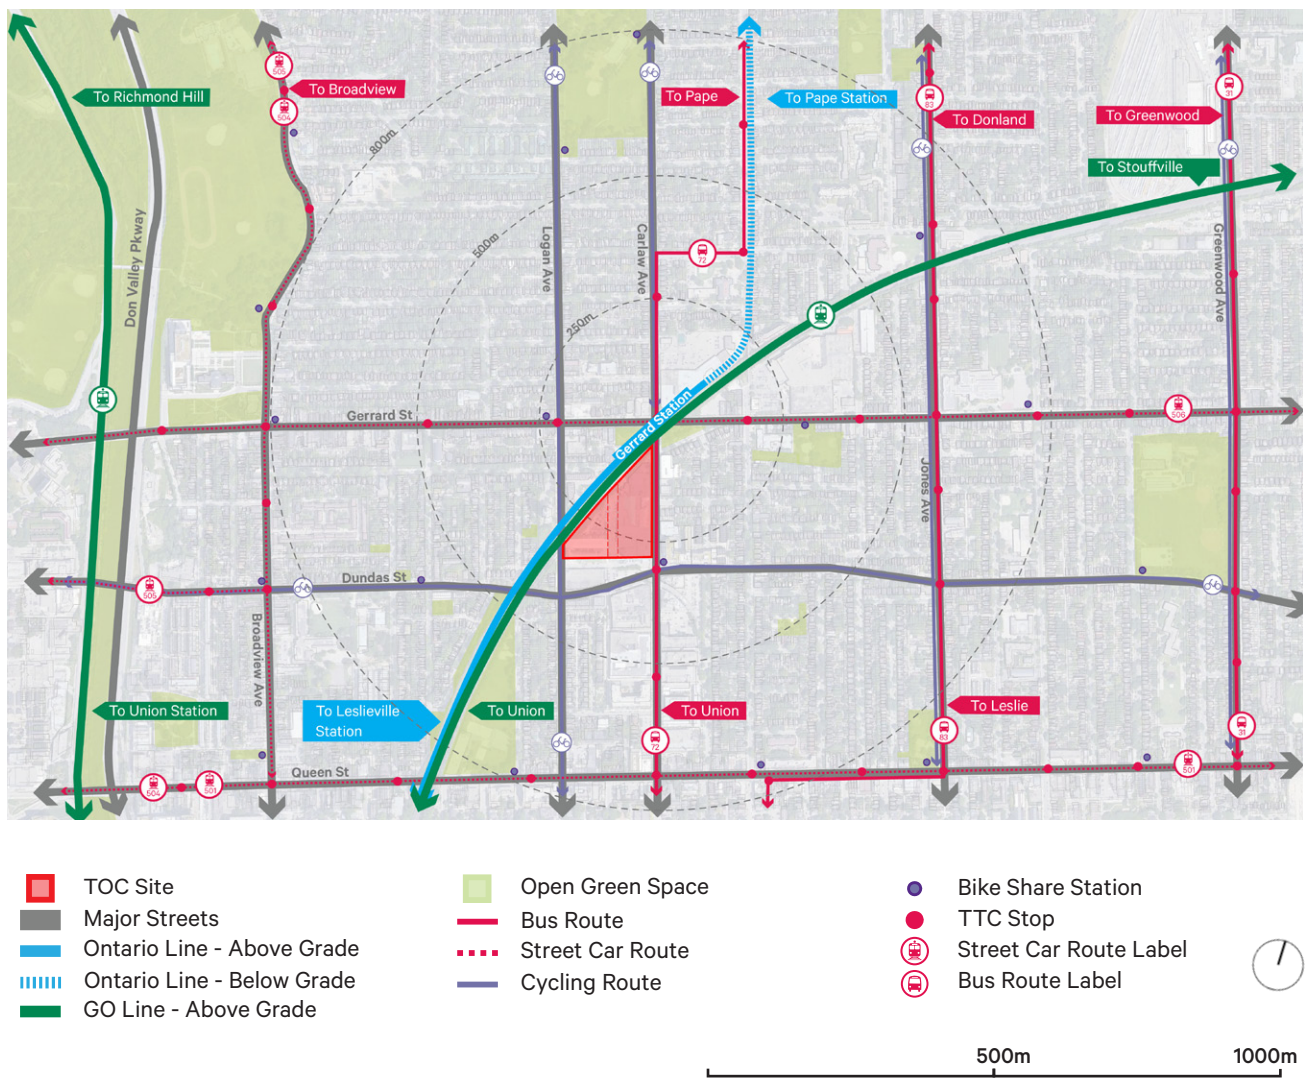 505
To Broadview
504
To Richmond Hill
To Pape
To Pape Station
83
To Donland
31
To Greenwood
To Stouffville
800m
500m
250m
Don Valley Pkway
Logan Ave
Carlaw Ave
72
Greenwood Ave
Gerrard Station
Gerrard St
506
Jones Ave
Dundas St
505
Broadview Ave
To Union Station
To Leslieville
Station
To Union
To Union
To Leslie
72
83
31
Queen St
504
501
501
TOC Site
Major Streets
Ontario Line - Above Grade
Ontario Line - Below Grade
GO Line - Above Grade
Open Green Space
Bus Route
Street Car Route
Cycling Route
Bike Share Station
TTC Stop
Street Car Route Label
Bus Route Label
500m
1000m